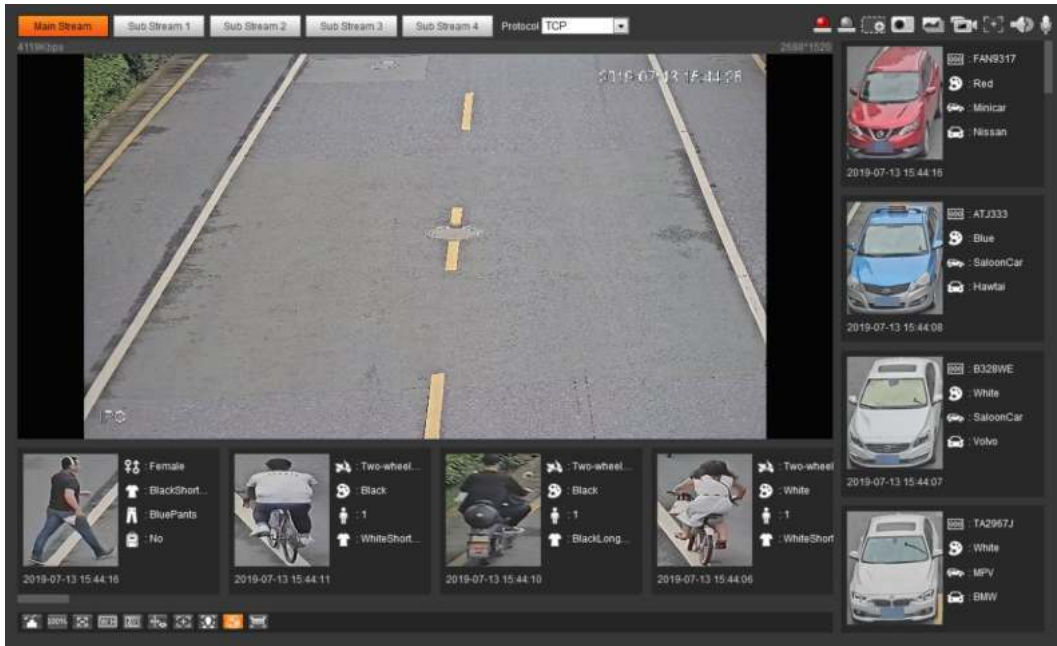 Main Stream
Sub Stream 1
Sub Stream 2
Sub Stream 3
Sub Stream 4
Protocol TCP
4119Kbps
2688*1520
2019-07-13 15:44:26
IPC
: FAN9317
: Red
: Minicar
: Nissan
2019-07-13 15:44:16
: ATJ333
: Blue
: SaloonCar
: Hawtai
2019-07-13 15:44:08
: B328WE
: White
: SaloonCar
: Volvo
2019-07-13 15:44:07
: TA2967J
: White
: MPV
: BMW
: Female
: BlackShort...
: BluePants
: No
2019-07-13 15:44:16
: Two-wheel...
: Black
: 1
: WhiteShort...
2019-07-13 15:44:11
: Two-wheel...
: Black
: 1
: BlackLong...
2019-07-13 15:44:10
: Two-wheel
: White
: 1
: WhiteShort
2019-07-13 15:44:06
100%